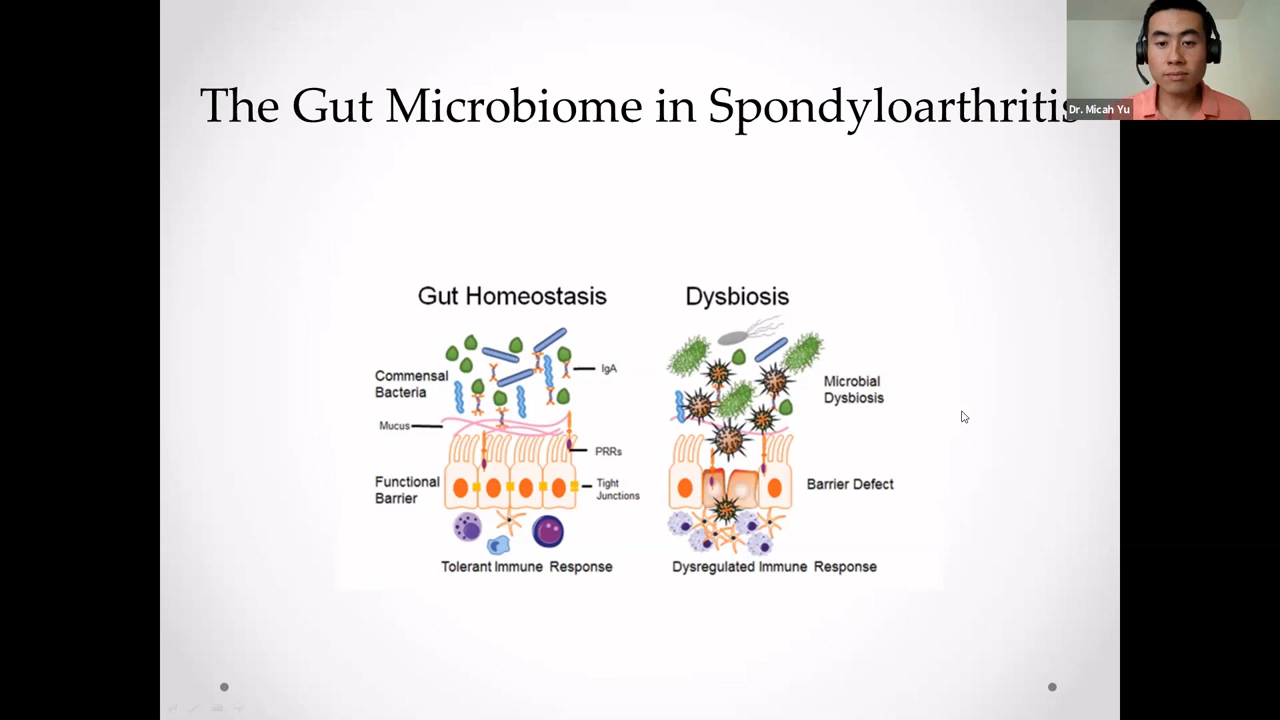 The Gut Microbiome in Spondyloarthritis
Dr. Micah Yu
Gut Homeostasis
Dysbiosis
Commensal
Bacteria
IgA
Microbial
Dysbiosis
Mucus
PRRs
Functional
Barrier
Tight
Junctions
Barrier Defect
Tolerant Immune Response
Dysregulated Immune Response